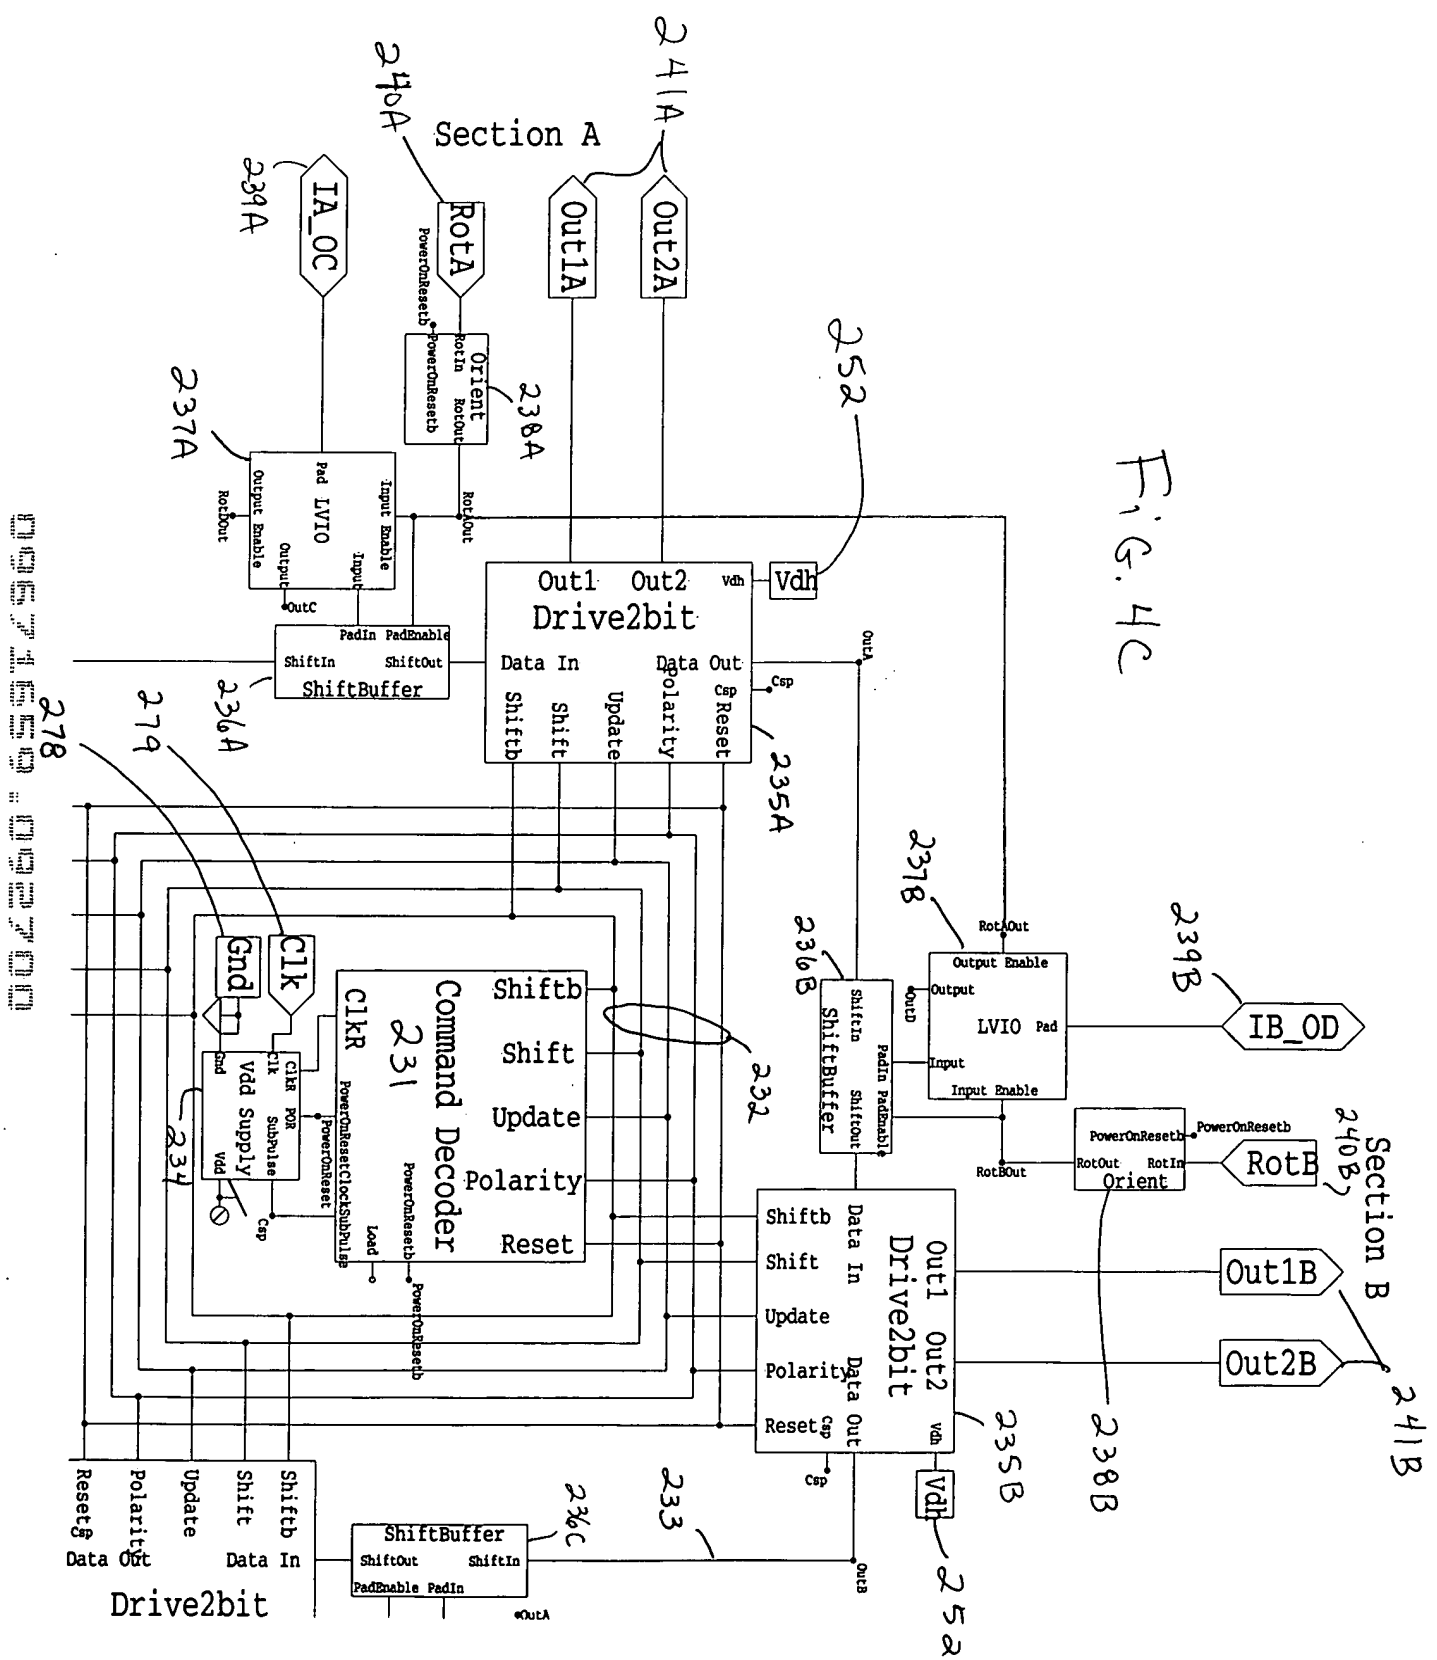 FiG. 4C
Section A
241A
240A
239A
IA_OC
RotA
PowerOnResetb
Out1A
Out2A
252
Vdh
Orient
RotIn RotOut
PowerOnResetb
238A
237A
RotAOut
Input Enable
Pad LVIO
Output Enable
Input
Output
RotDOut
OutC
PadIn PadEnable
ShiftIn ShiftOut
ShiftBuffer
236A
Out1 Out2 Vdh
Drive2bit
Data In Data Out
Csp
Csp
OutA
Shiftb
Shift
Update
Polarity
Reset
235A
279
278
Gnd
Clk
Command Decoder
231
ClkR
Shiftb
Shift
Update
Polarity
Reset
232
PowerOnResetClockSubPulse
PowerOnReset
Load
PowerOnResetb
PowerOnResetb
Gnd
Clk
ClkR POR
SubPulse
Vdd Supply
Vdd
234
Csp
237B
RotAOut
Output Enable
Output
OutD
LVIO Pad
Input
Input Enable
239B
IB_OD
236B
ShiftIn
ShiftBuffer
PadIn PadEnable
ShiftOut
Section B
240B
RotB
PowerOnResetb
PowerOnResetb
RotOut RotIn
Orient
RotBOut
238B
Out1B
Out2B
241B
Out1 Out2 Vdh
Drive2bit
Data In Data Out
Shiftb
Shift
Update
Polarity
Reset
Csp
Csp
235B
Vdh
252
OutB
233
236C
ShiftBuffer
ShiftOut ShiftIn
PadEnable PadIn
OutA
Shiftb
Shift
Update
Polarity
Reset
Csp
Data Out Data In
Drive2bit
09671659.092700